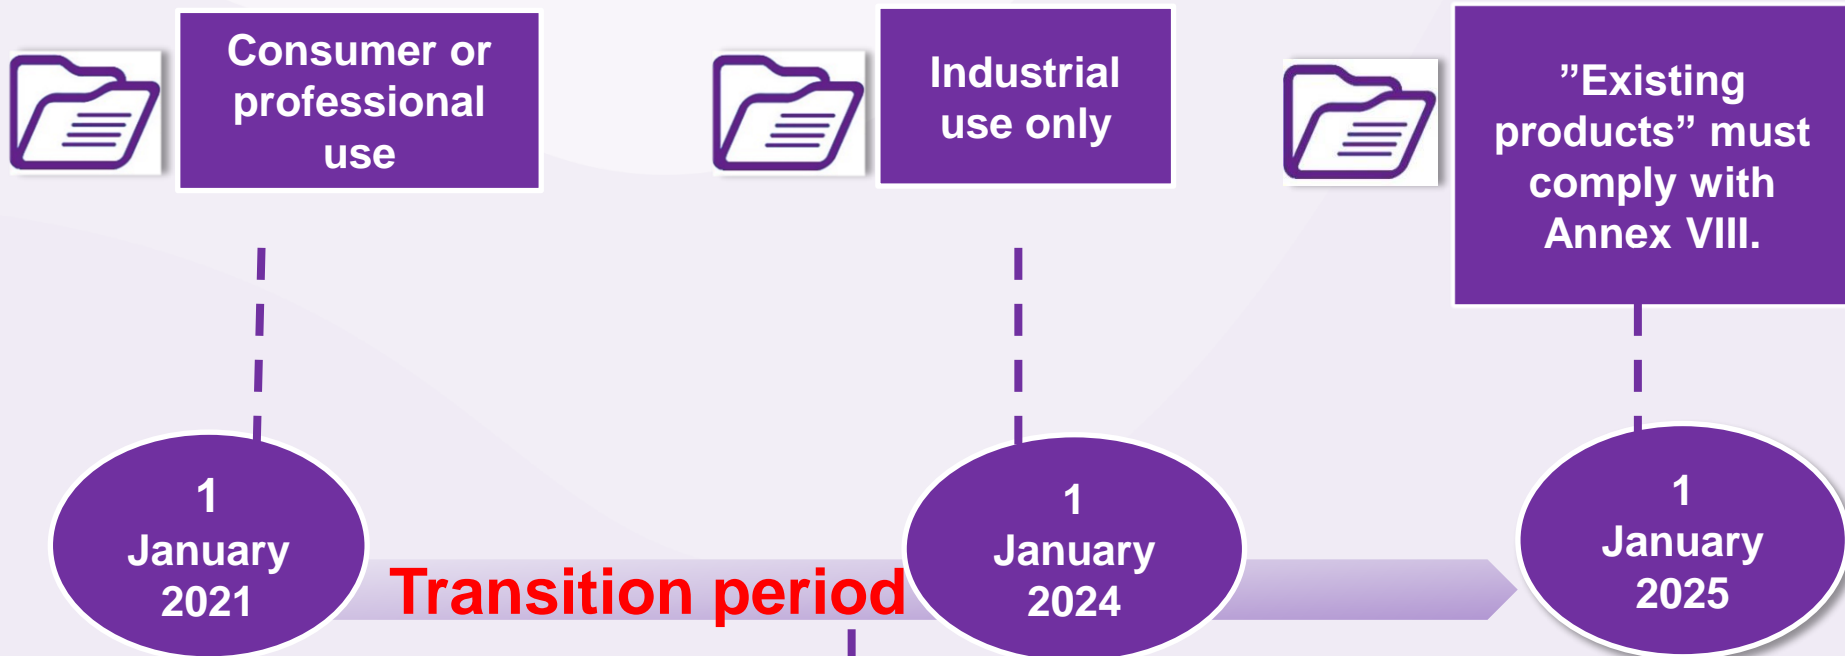 Consumer or
professional
use
Industrial
use only
”Existing
products” must
comply with
Annex VIII.
1
January
2021
Transition period
1
January
2024
1
January
2025